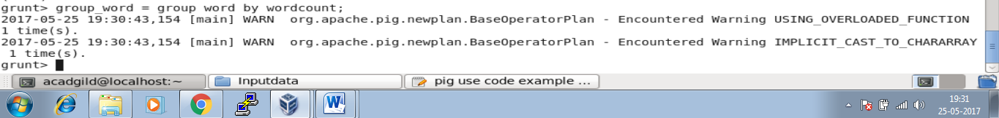 grunt> group_word = group word by wordcount;
2017-05-25 19:30:43,154 [main] WARN  org.apache.pig.newplan.BaseOperatorPlan - Encountered Warning USING_OVERLOADED_FUNCTION
1 time(s).
2017-05-25 19:30:43,154 [main] WARN  org.apache.pig.newplan.BaseOperatorPlan - Encountered Warning IMPLICIT_CAST_TO_CHARARRAY
 1 time(s).
grunt>
acadgild@localhost:~ Inputdata pig use code example ...
19:31
25-05-2017